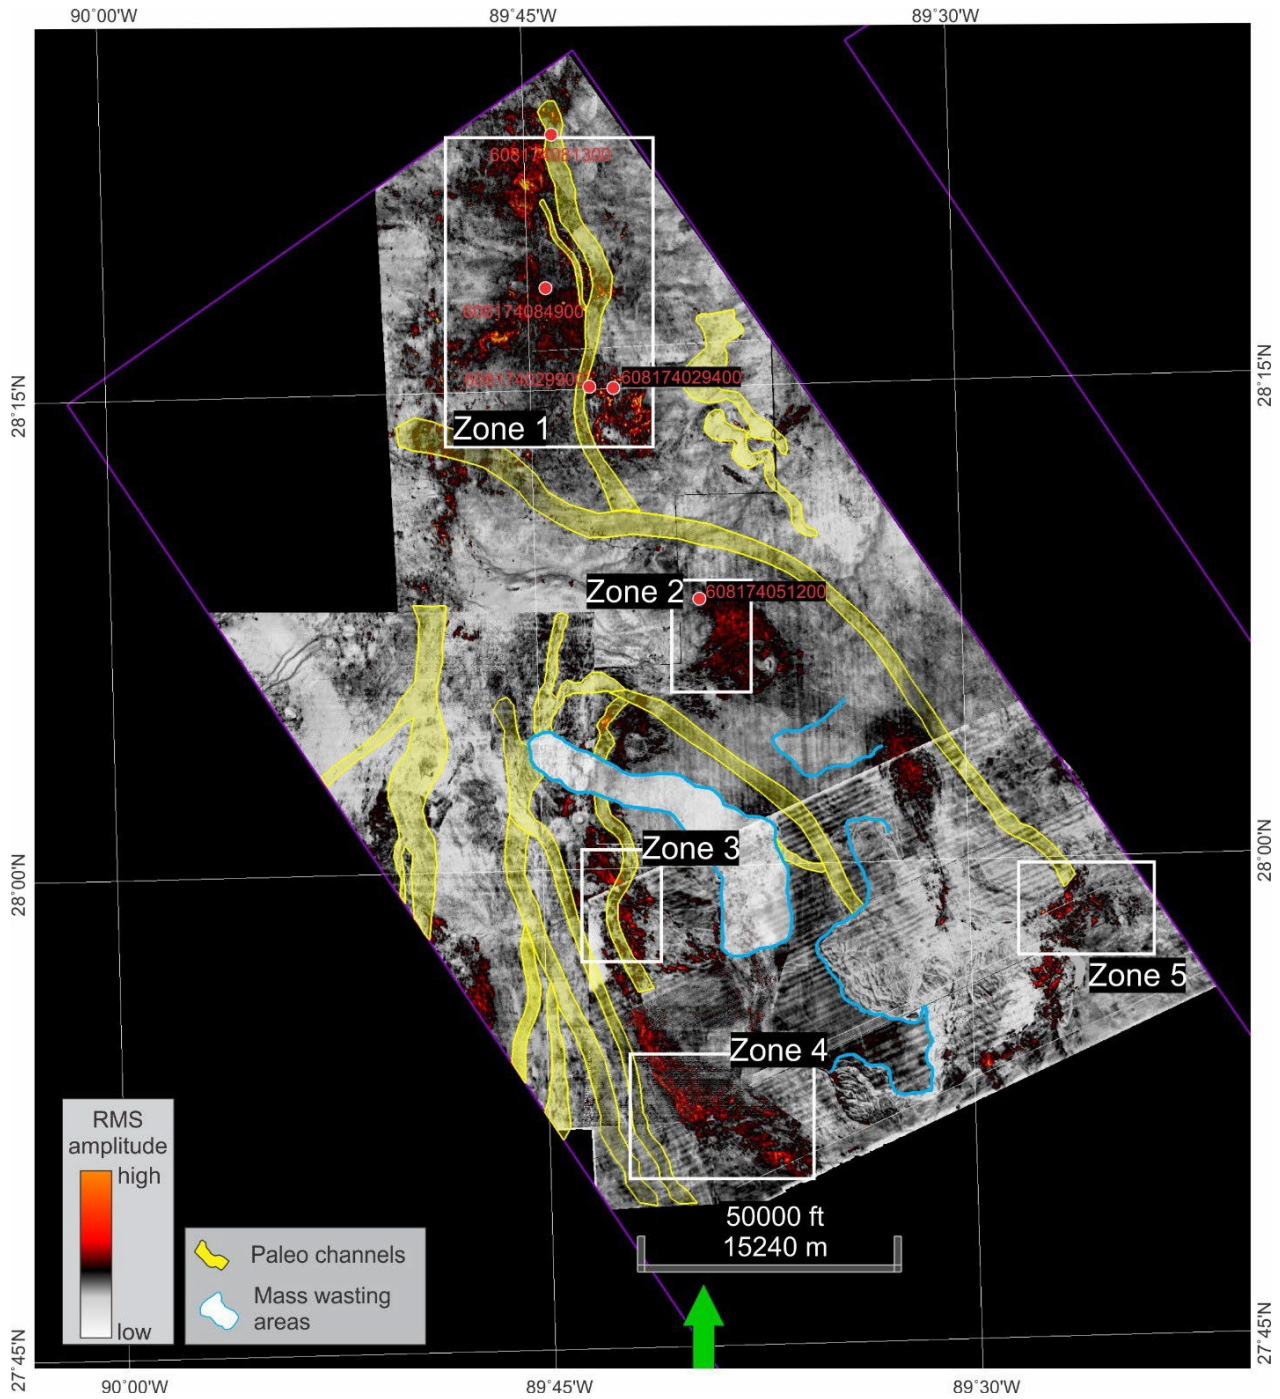 90°00'W
89°45'W
89°30'W
608174081300
608174084900
608174029900
608174029400
28°15'N
28°15'N
Zone 1
Zone 2
608174051200
Zone 3
28°00'N
28°00'N
Zone 5
Zone 4
RMS
amplitude
high
low
Paleo channels
Mass wasting
areas
50000 ft
15240 m
27°45'N
27°45'N
90°00'W
89°45'W
89°30'W